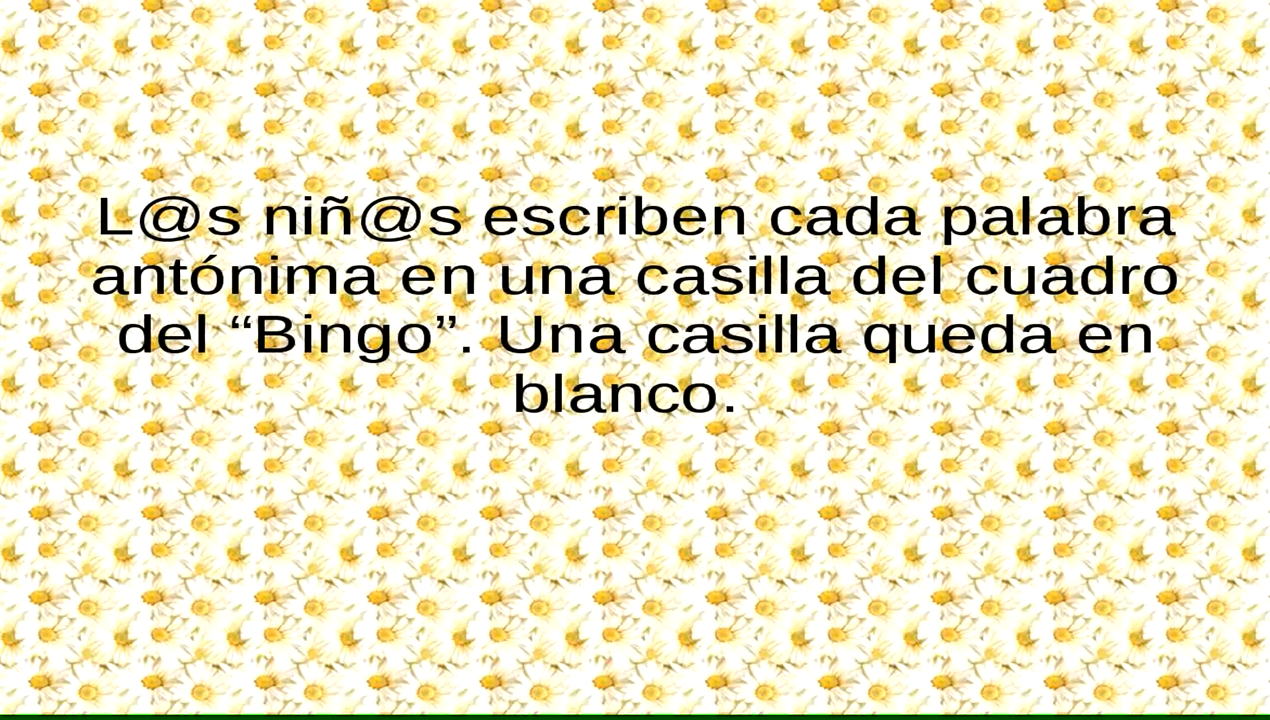 L@s niñ@s escriben cada palabra
antónima en una casilla del cuadro
del “Bingo”. Una casilla queda en
blanco.